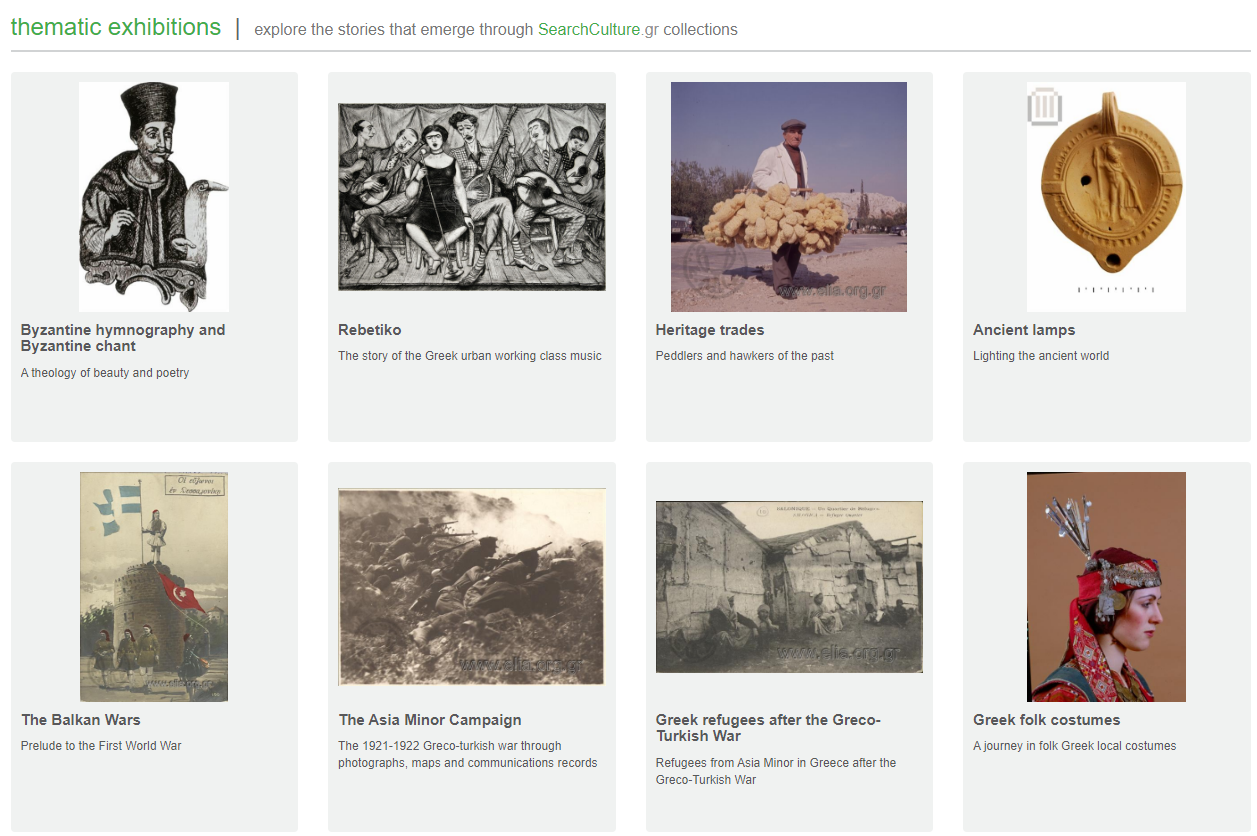 thematic exhibitions | explore the stories that emerge through SearchCulture.gr collections
Byzantine hymnography and
Byzantine chant
A theology of beauty and poetry
Rebetiko
The story of the Greek urban working class music
www.elia.org.gr
Heritage trades
Peddlers and hawkers of the past
Ancient lamps
Lighting the ancient world
The Balkan Wars
Prelude to the First World War
www.elia.org.gr
The Asia Minor Campaign
The 1921-1922 Greco-turkish war through
photographs, maps and communications records
www.elia.org.gr
Greek refugees after the Greco-
Turkish War
Refugees from Asia Minor in Greece after the
Greco-Turkish War
Greek folk costumes
A journey in folk Greek local costumes